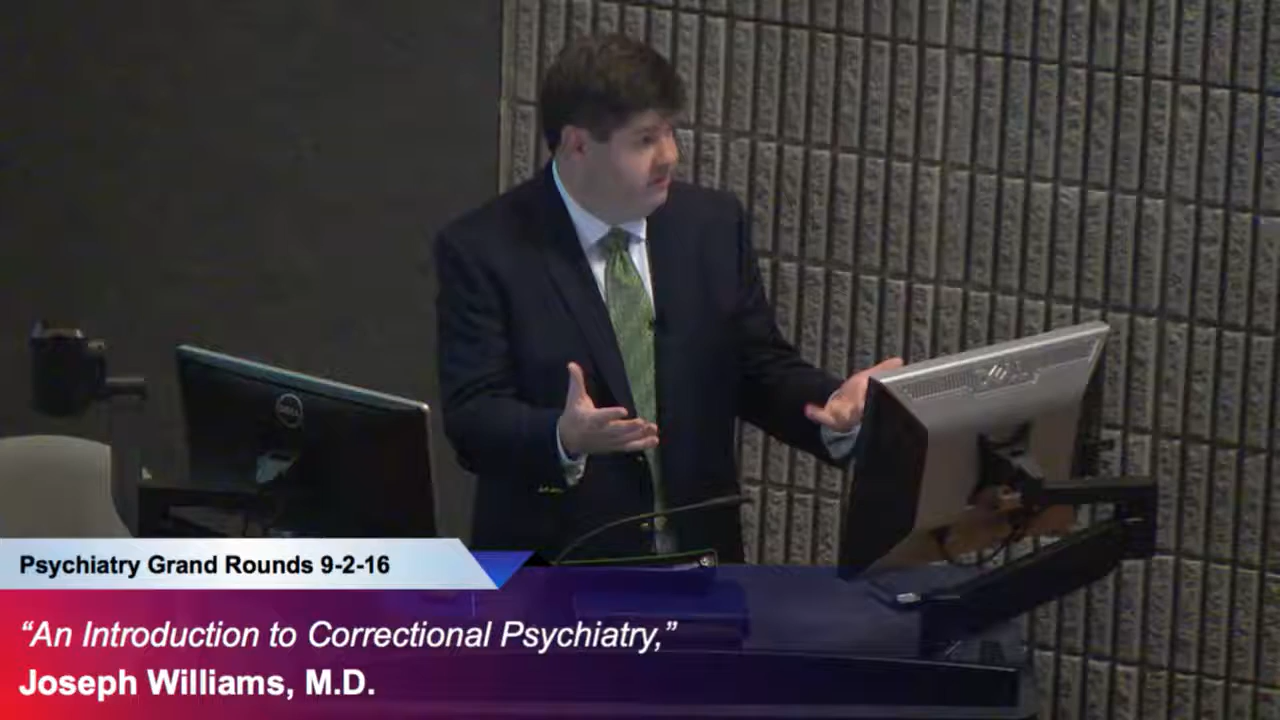 DELL
Psychiatry Grand Rounds 9-2-16
“An Introduction to Correctional Psychiatry,”
Joseph Williams, M.D.